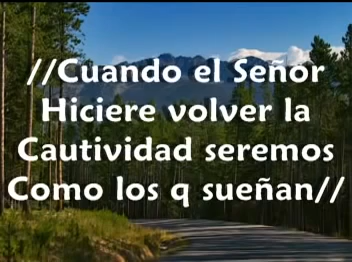 //Cuando el Señor
Hiciere volver la
Cautividad seremos
Como los q sueñan//